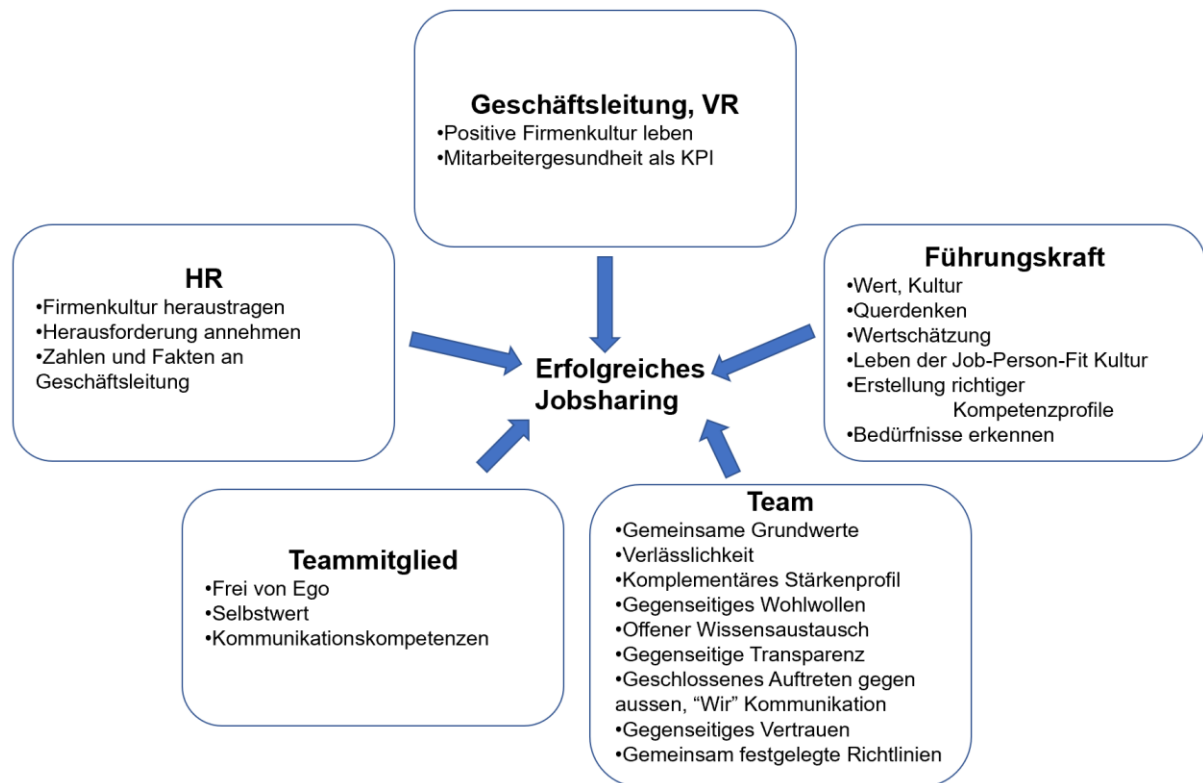 Geschäftsleitung, VR
•Positive Firmenkultur leben
•Mitarbeitergesundheit als KPI
HR
•Firmenkultur heraustragen
•Herausforderung annehmen
•Zahlen und Fakten an
Geschäftsleitung
Führungskraft
•Wert, Kultur
•Querdenken
•Wertschätzung
•Leben der Job-Person-Fit Kultur
•Erstellung richtiger
Kompetenzprofile
•Bedürfnisse erkennen
Erfolgreiches
Jobsharing
Teammitglied
•Frei von Ego
•Selbstwert
•Kommunikationskompetenzen
Team
•Gemeinsame Grundwerte
•Verlässlichkeit
•Komplementäres Stärkenprofil
•Gegenseitiges Wohlwollen
•Offener Wissensaustausch
•Gegenseitige Transparenz
•Geschlossenes Auftreten gegen
aussen, “Wir” Kommunikation
•Gegenseitiges Vertrauen
•Gemeinsam festgelegte Richtlinien